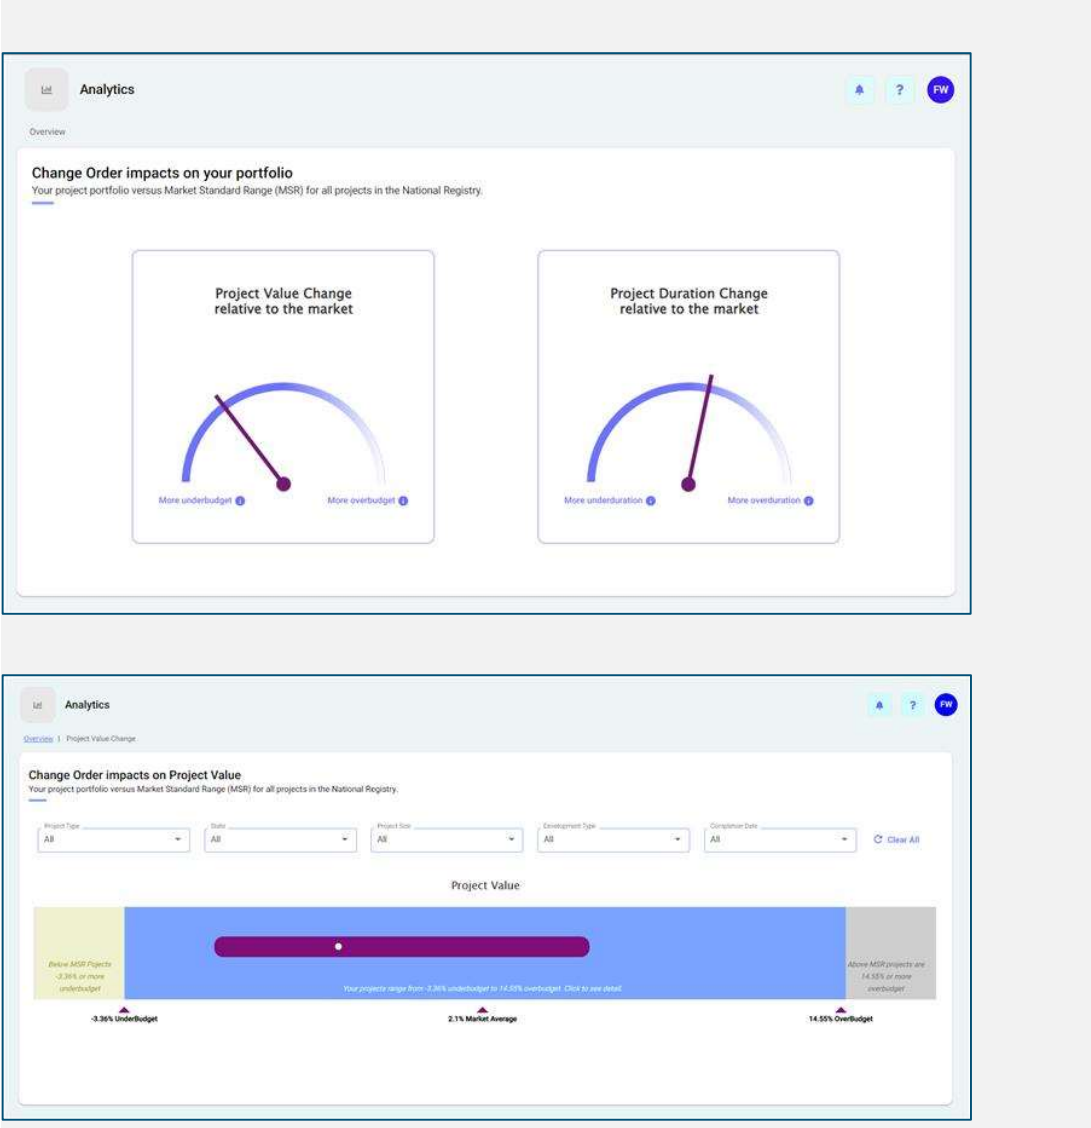 Analytics
?
FW
Overview
Change Order impacts on your portfolio
Your project portfolio versus Market Standard Range (MSR) for all projects in the National Registry.
Project Value Change
relative to the market
More underbudget
More overbudget
Project Duration Change
relative to the market
More underduration
More overduration
Analytics
?
FW
Overview | Project Value Change
Change Order impacts on Project Value
Your project portfolio versus Market Standard Range (MSR) for all projects in the National Registry.
Project Type
All
State
All
Project Size
All
Development Type
All
Completion Date
All
Clear All
Project Value
Below MSR Pojects
-3.36% or more
underbudget
Your projects range from -3.36% underbudget to 14.55% overbudget. Click to see detail.
Above MSR projects are
14.55% or more
overbudget
-3.36% UnderBudget
2.1% Market Average
14.55% OverBudget